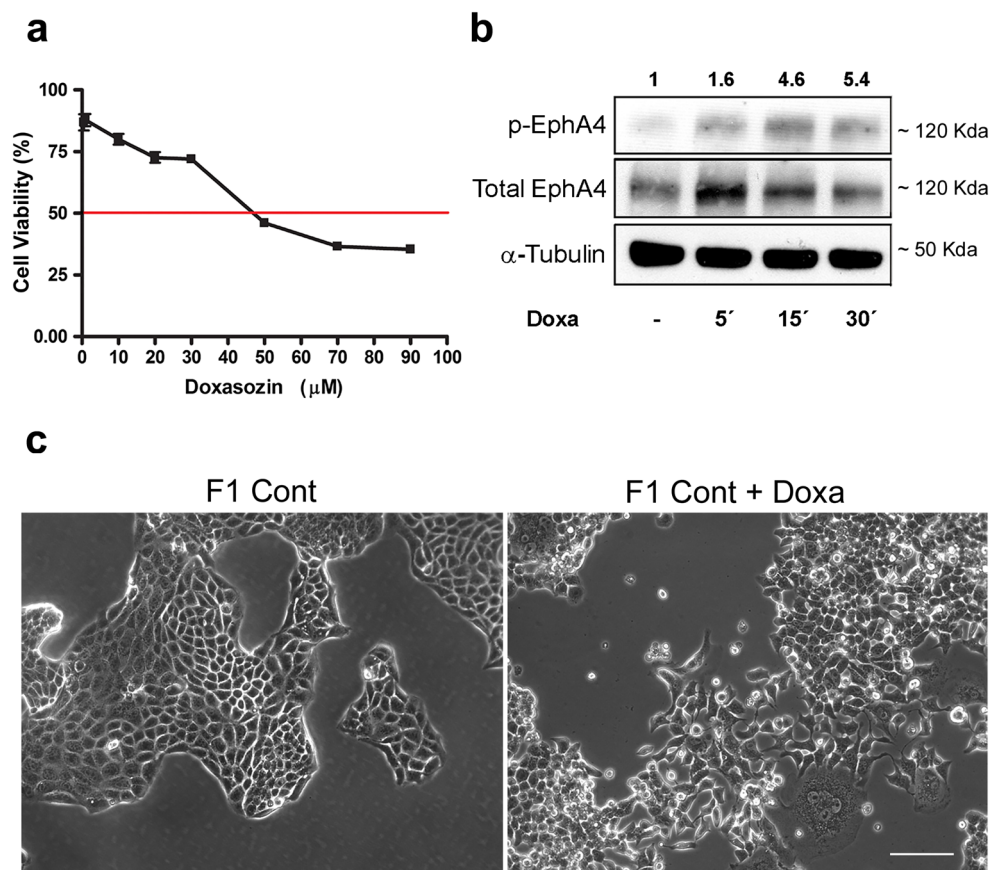 a
100
75
50
25
0.00
Cell Viability (%)
0 10 20 30 40 50 60 70 80 90 100
Doxasozin (μM)
b
1 1.6 4.6 5.4
p-EphA4 ~ 120 Kda
Total EphA4 ~ 120 Kda
α-Tubulin ~ 50 Kda
Doxa - 5´ 15´ 30´
c
F1 Cont F1 Cont + Doxa